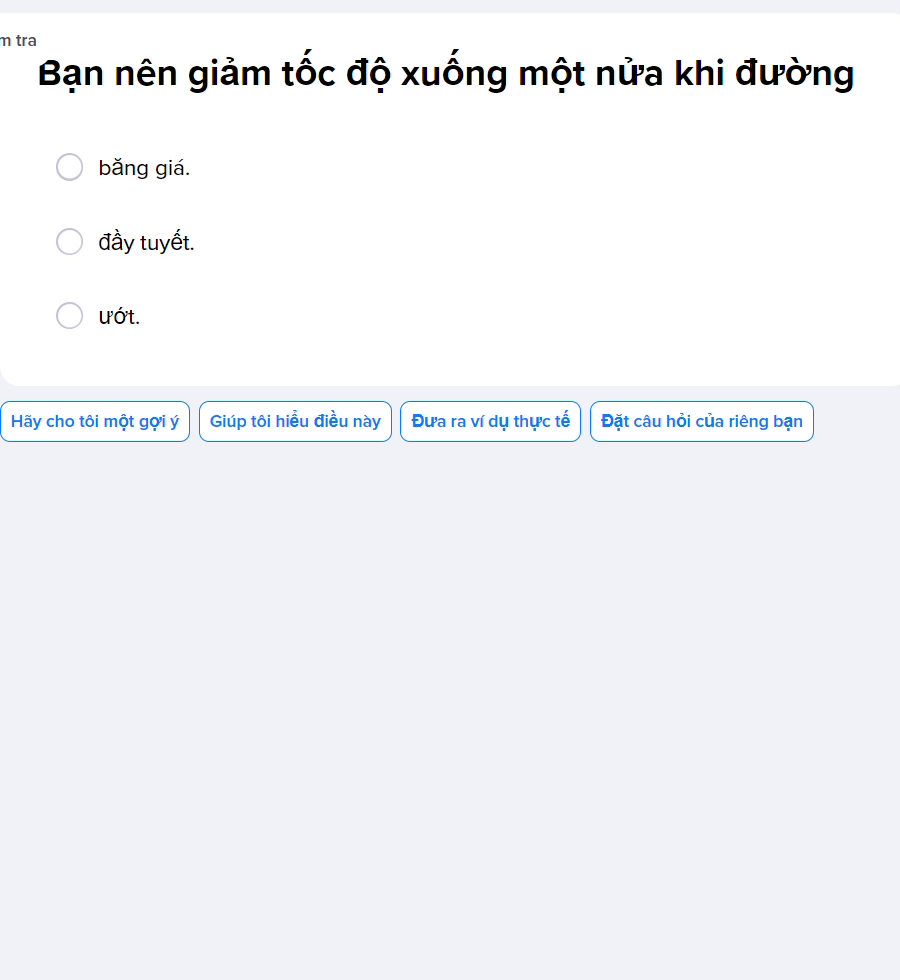 m tra
Bạn nên giảm tốc độ xuống một nửa khi đường
băng giá.
đầy tuyết.
ướt.
Hãy cho tôi một gợi ý
Giúp tôi hiểu điều này
Đưa ra ví dụ thực tế
Đặt câu hỏi của riêng bạn